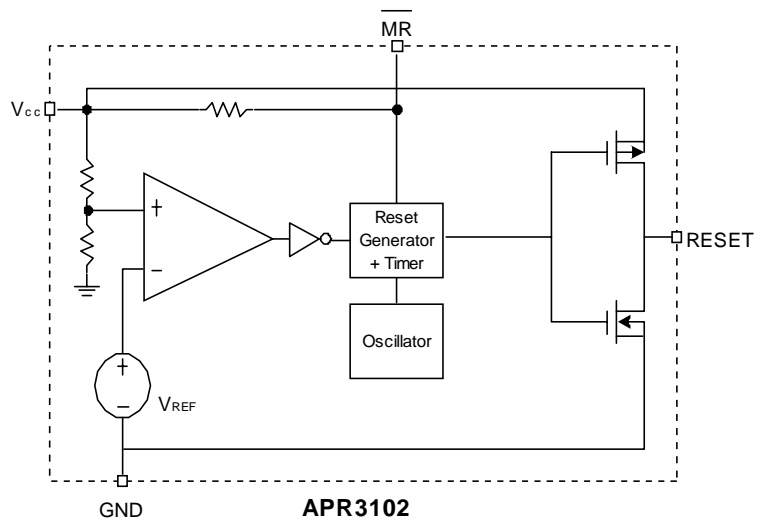 MR
Vcc
+
−
Reset
Generator
+ Timer
RESET
Oscillator
+
−
VREF
GND
APR3102